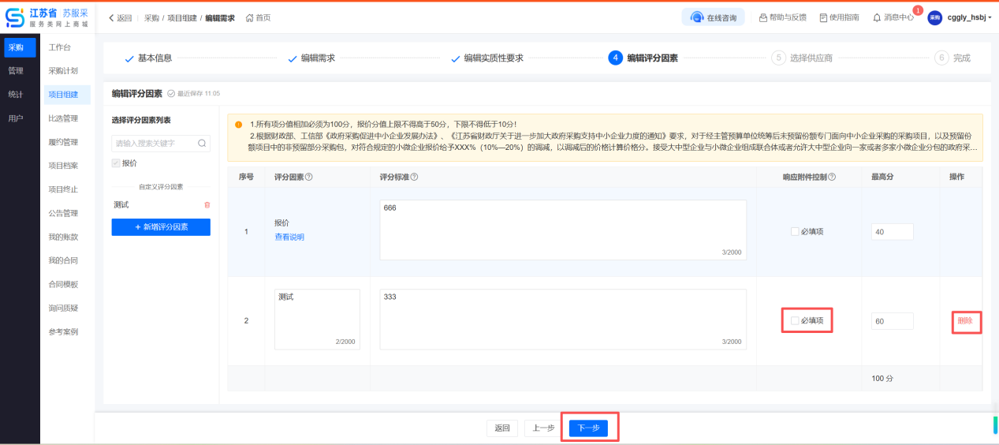 江苏省 苏服采
服务类网上商城
返回 采购 / 项目组建 / 编辑需求 首页
在线咨询 帮助与反馈 使用指南 消息中心 1 采购 cggly_hsbj
采购
管理
统计
用户
工作台
采购计划
项目组建
比选管理
履约管理
项目档案
项目终止
公告管理
我的账款
我的合同
合同模板
询问质疑
参考案例
基本信息 编辑需求 编辑实质性要求 4 编辑评分因素 5 选择供应商 6 完成
编辑评分因素 最近保存 11:05
选择评分因素列表
请输入搜索关键字
报价
自定义评分因素
测试
+ 新增评分因素
1.所有项分值相加必须为100分，报价分值上限不得高于50分，下限不得低于10分！
2.根据财政部、工信部《政府采购促进中小企业发展办法》、《江苏省财政厅关于进一步加大政府采购支持中小企业力度的通知》要求，对于经主管预算单位统筹后未预留份额专门面向中小企业采购的采购项目，以及预留份
额项目中的非预留部分采购包，对符合规定的小微企业报价给予XXX%（10%—20%）的调减，以调减后的价格计算价格分。接受大中型企业与小微企业组成联合体或者允许大中型企业向一家或者多家小微企业分包的政府采...
序号 评分因素 评分标准 响应附件控制 最高分 操作
1 报价 666 必填项 40
查看说明
3/2000
2 测试 333 必填项 60 删除
2/2000 3/2000
100 分
返回 上一步 下一步